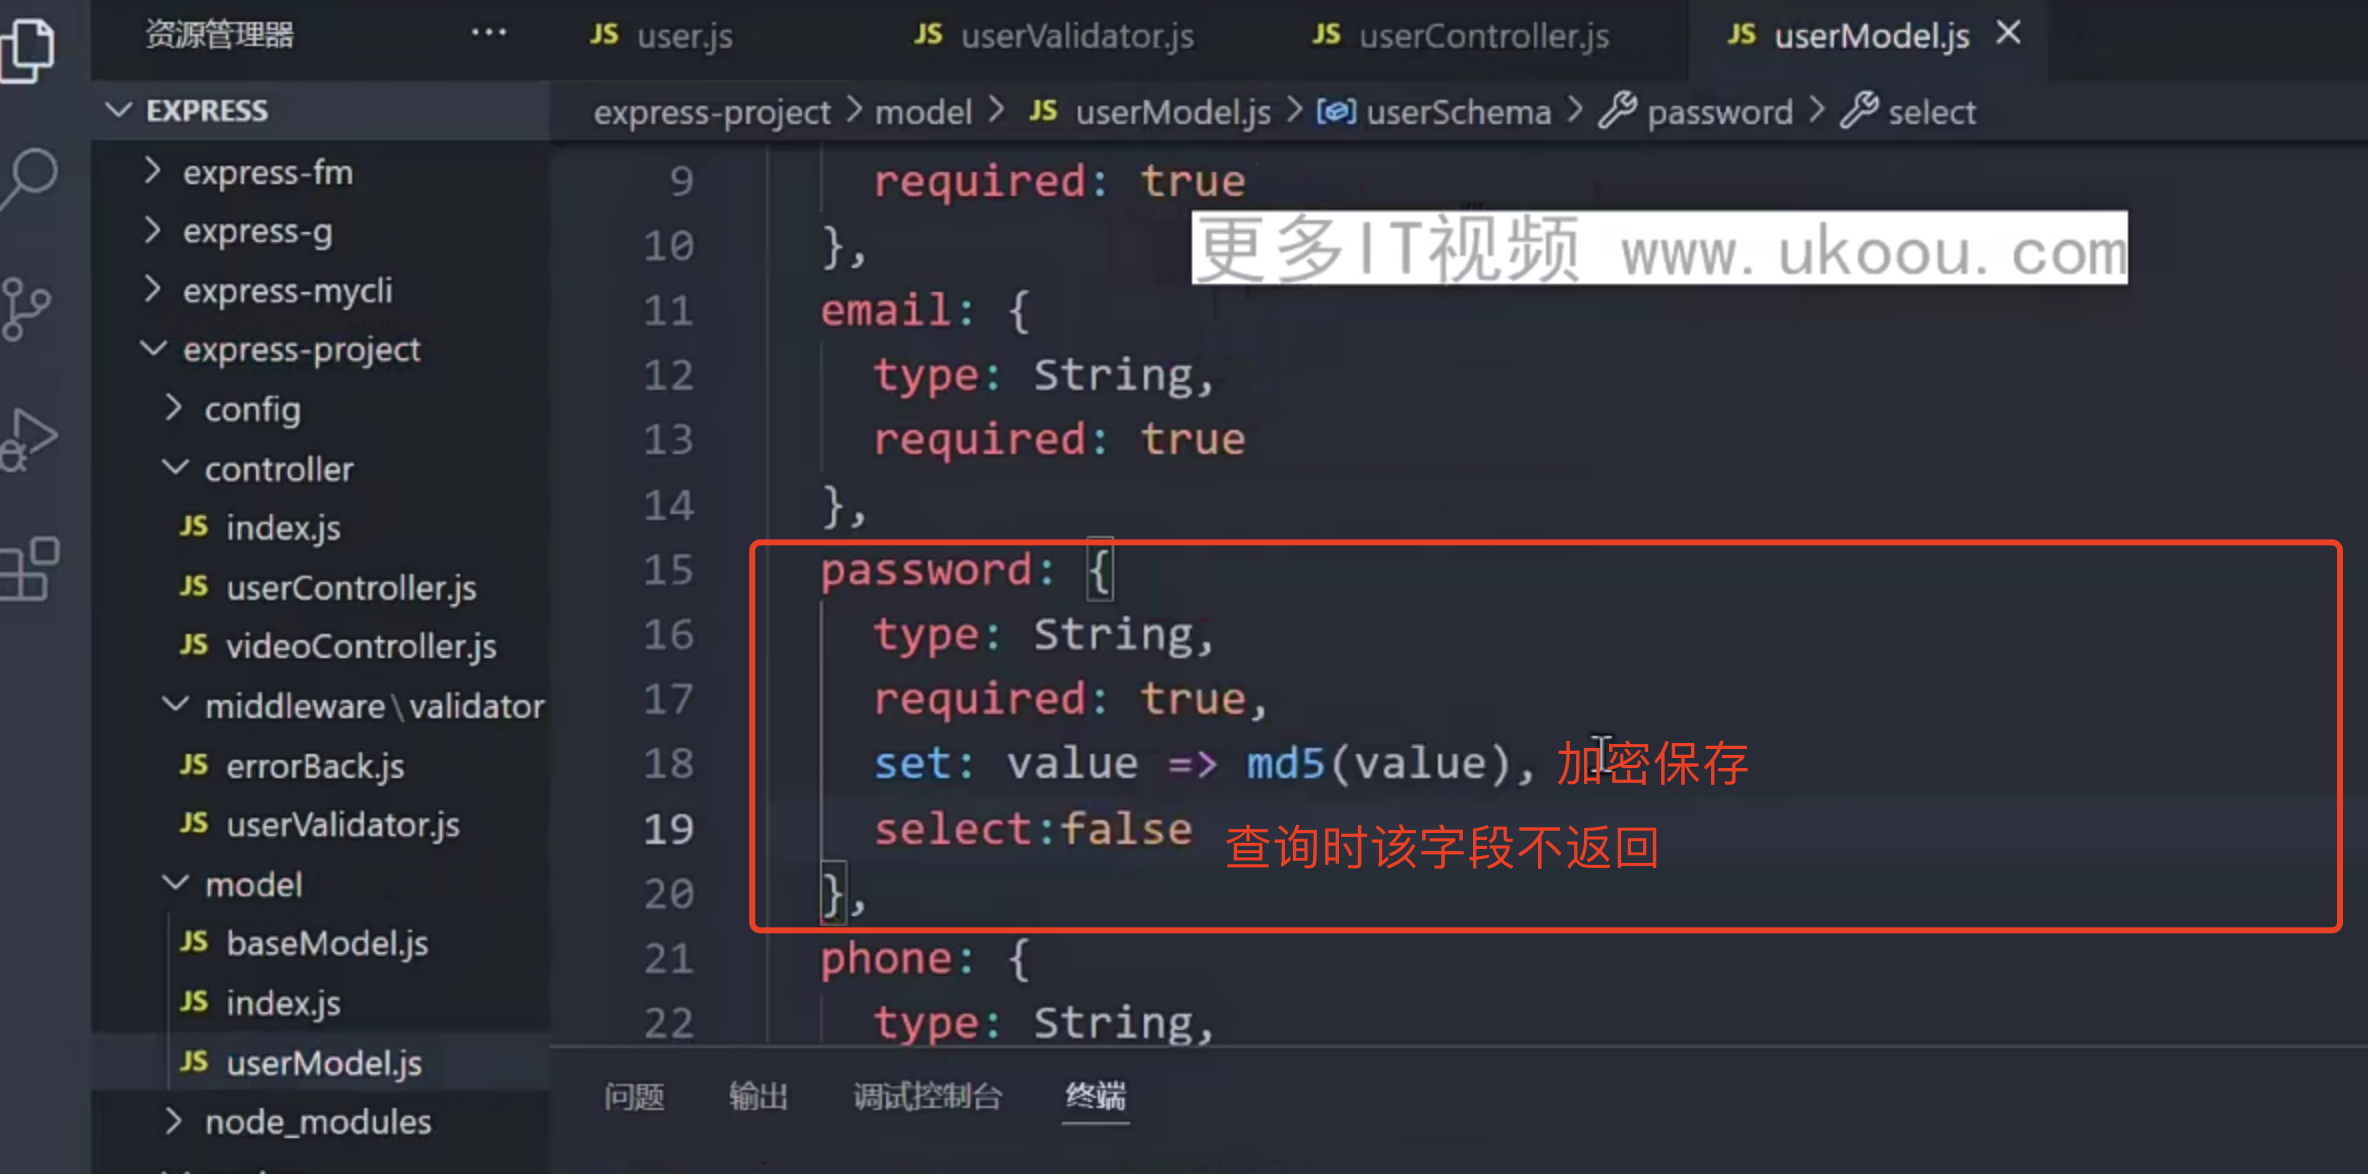 资源管理器 ···
JS user.js
JS userValidator.js
JS userController.js
JS userModel.js
EXPRESS
express-fm
express-g
express-mycli
express-project
config
controller
JS index.js
JS userController.js
JS videoController.js
middleware\validator
JS errorBack.js
JS userValidator.js
model
JS baseModel.js
JS index.js
JS userModel.js
node_modules
express-project > model > JS userModel.js > userSchema > password > select
9 required: true
更多IT视频 www.ukoou.com
10 },
11 email: {
12 type: String,
13 required: true
14 },
15 password: {
16 type: String,
17 required: true,
18 set: value => md5(value), 加密保存
19 select:false 查询时该字段不返回
20 },
21 phone: {
22 type: String,
问题 输出 调试控制台 终端